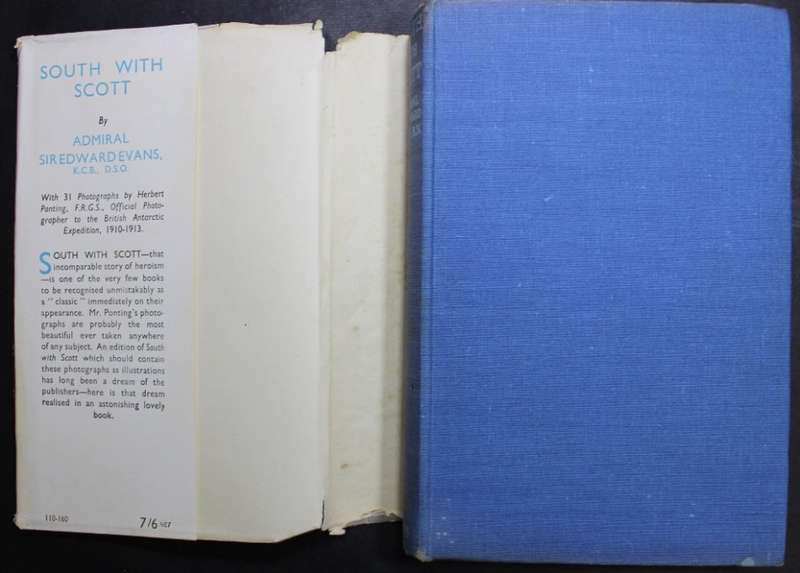 SOUTH WITH
SCOTT
By
ADMIRAL
SIR EDWARD EVANS,
K.C.B., D.S.O.
With 31 Photographs by Herbert
Ponting, F.R.G.S., Official Photo-
grapher to the British Antarctic
Expedition, 1910-1913.
SOUTH WITH SCOTT—that
incomparable story of heroism
—is one of the very few books
to be recognised unmistakably as
a "classic" immediately on their
appearance. Mr. Ponting's photo-
graphs are probably the most
beautiful ever taken anywhere
of any subject. An edition of South
with Scott which should contain
these photographs as illustrations
has long been a dream of the
publishers—here is that dream
realised in an astonishing lovely
book.
110-160
7/6 NET